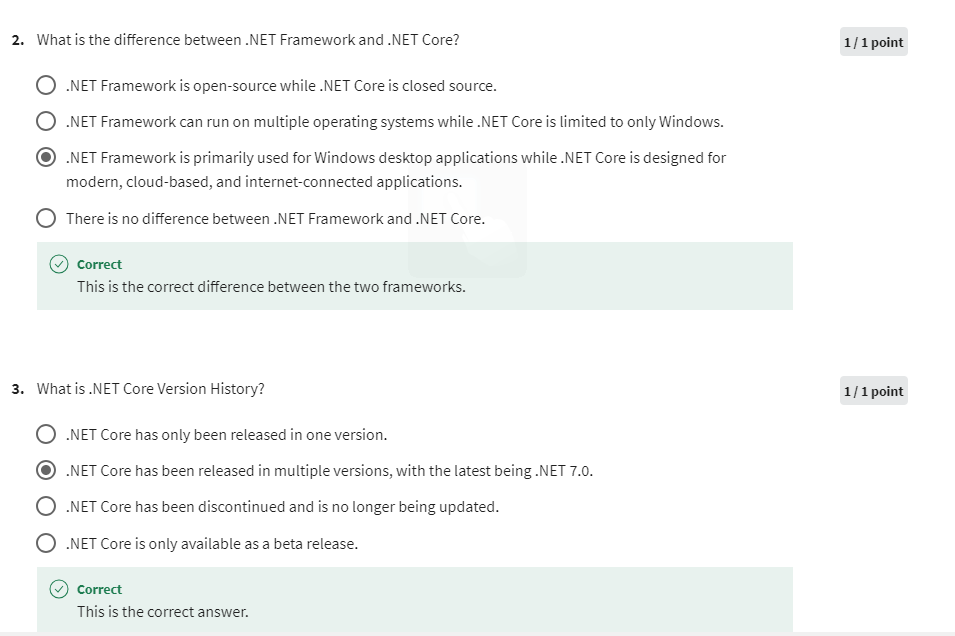 2. What is the difference between .NET Framework and .NET Core?
1 / 1 point
.NET Framework is open-source while .NET Core is closed source.
.NET Framework can run on multiple operating systems while .NET Core is limited to only Windows.
.NET Framework is primarily used for Windows desktop applications while .NET Core is designed for
modern, cloud-based, and internet-connected applications.
There is no difference between .NET Framework and .NET Core.
Correct
This is the correct difference between the two frameworks.
3. What is .NET Core Version History?
1 / 1 point
.NET Core has only been released in one version.
.NET Core has been released in multiple versions, with the latest being .NET 7.0.
.NET Core has been discontinued and is no longer being updated.
.NET Core is only available as a beta release.
Correct
This is the correct answer.